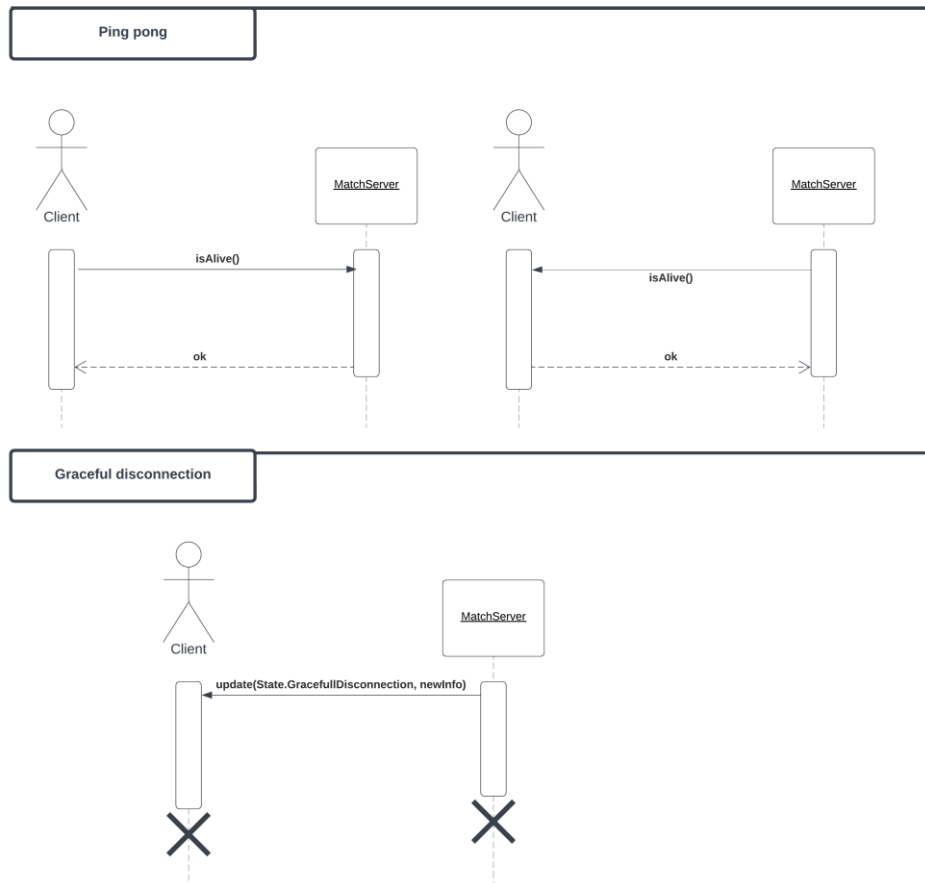 Ping pong
MatchServer
MatchServer
Client
Client
isAlive()
isAlive()
ok
ok
Graceful disconnection
MatchServer
Client
update(State.GracefullDisconnection, newInfo)